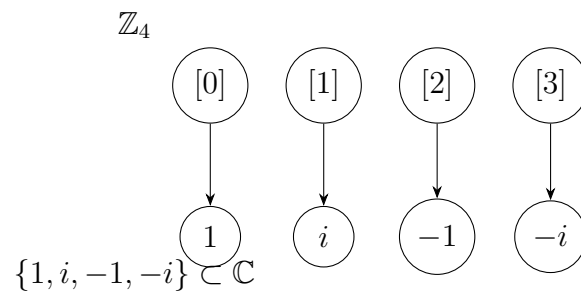 ℤ₄
[0] [1] [2] [3]
1 i −1 −i
{1, i, −1, −i} ⊂ ℂ